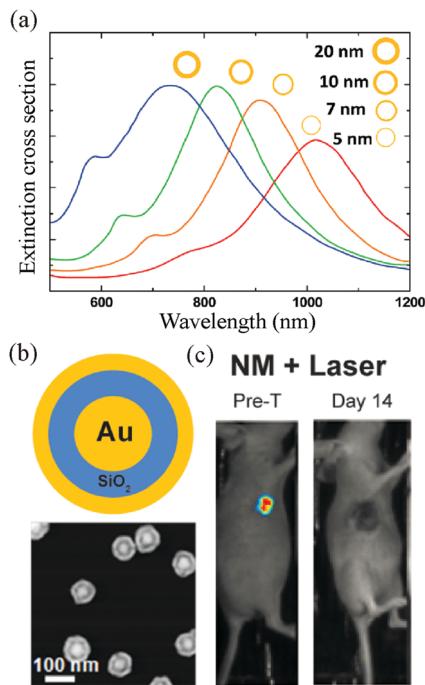 (a)
20 nm
10 nm
7 nm
5 nm
Extinction cross section
600
800
1000
1200
Wavelength (nm)
(b)
Au
SiO2
100 nm
(c)
NM + Laser
Pre-T
Day 14